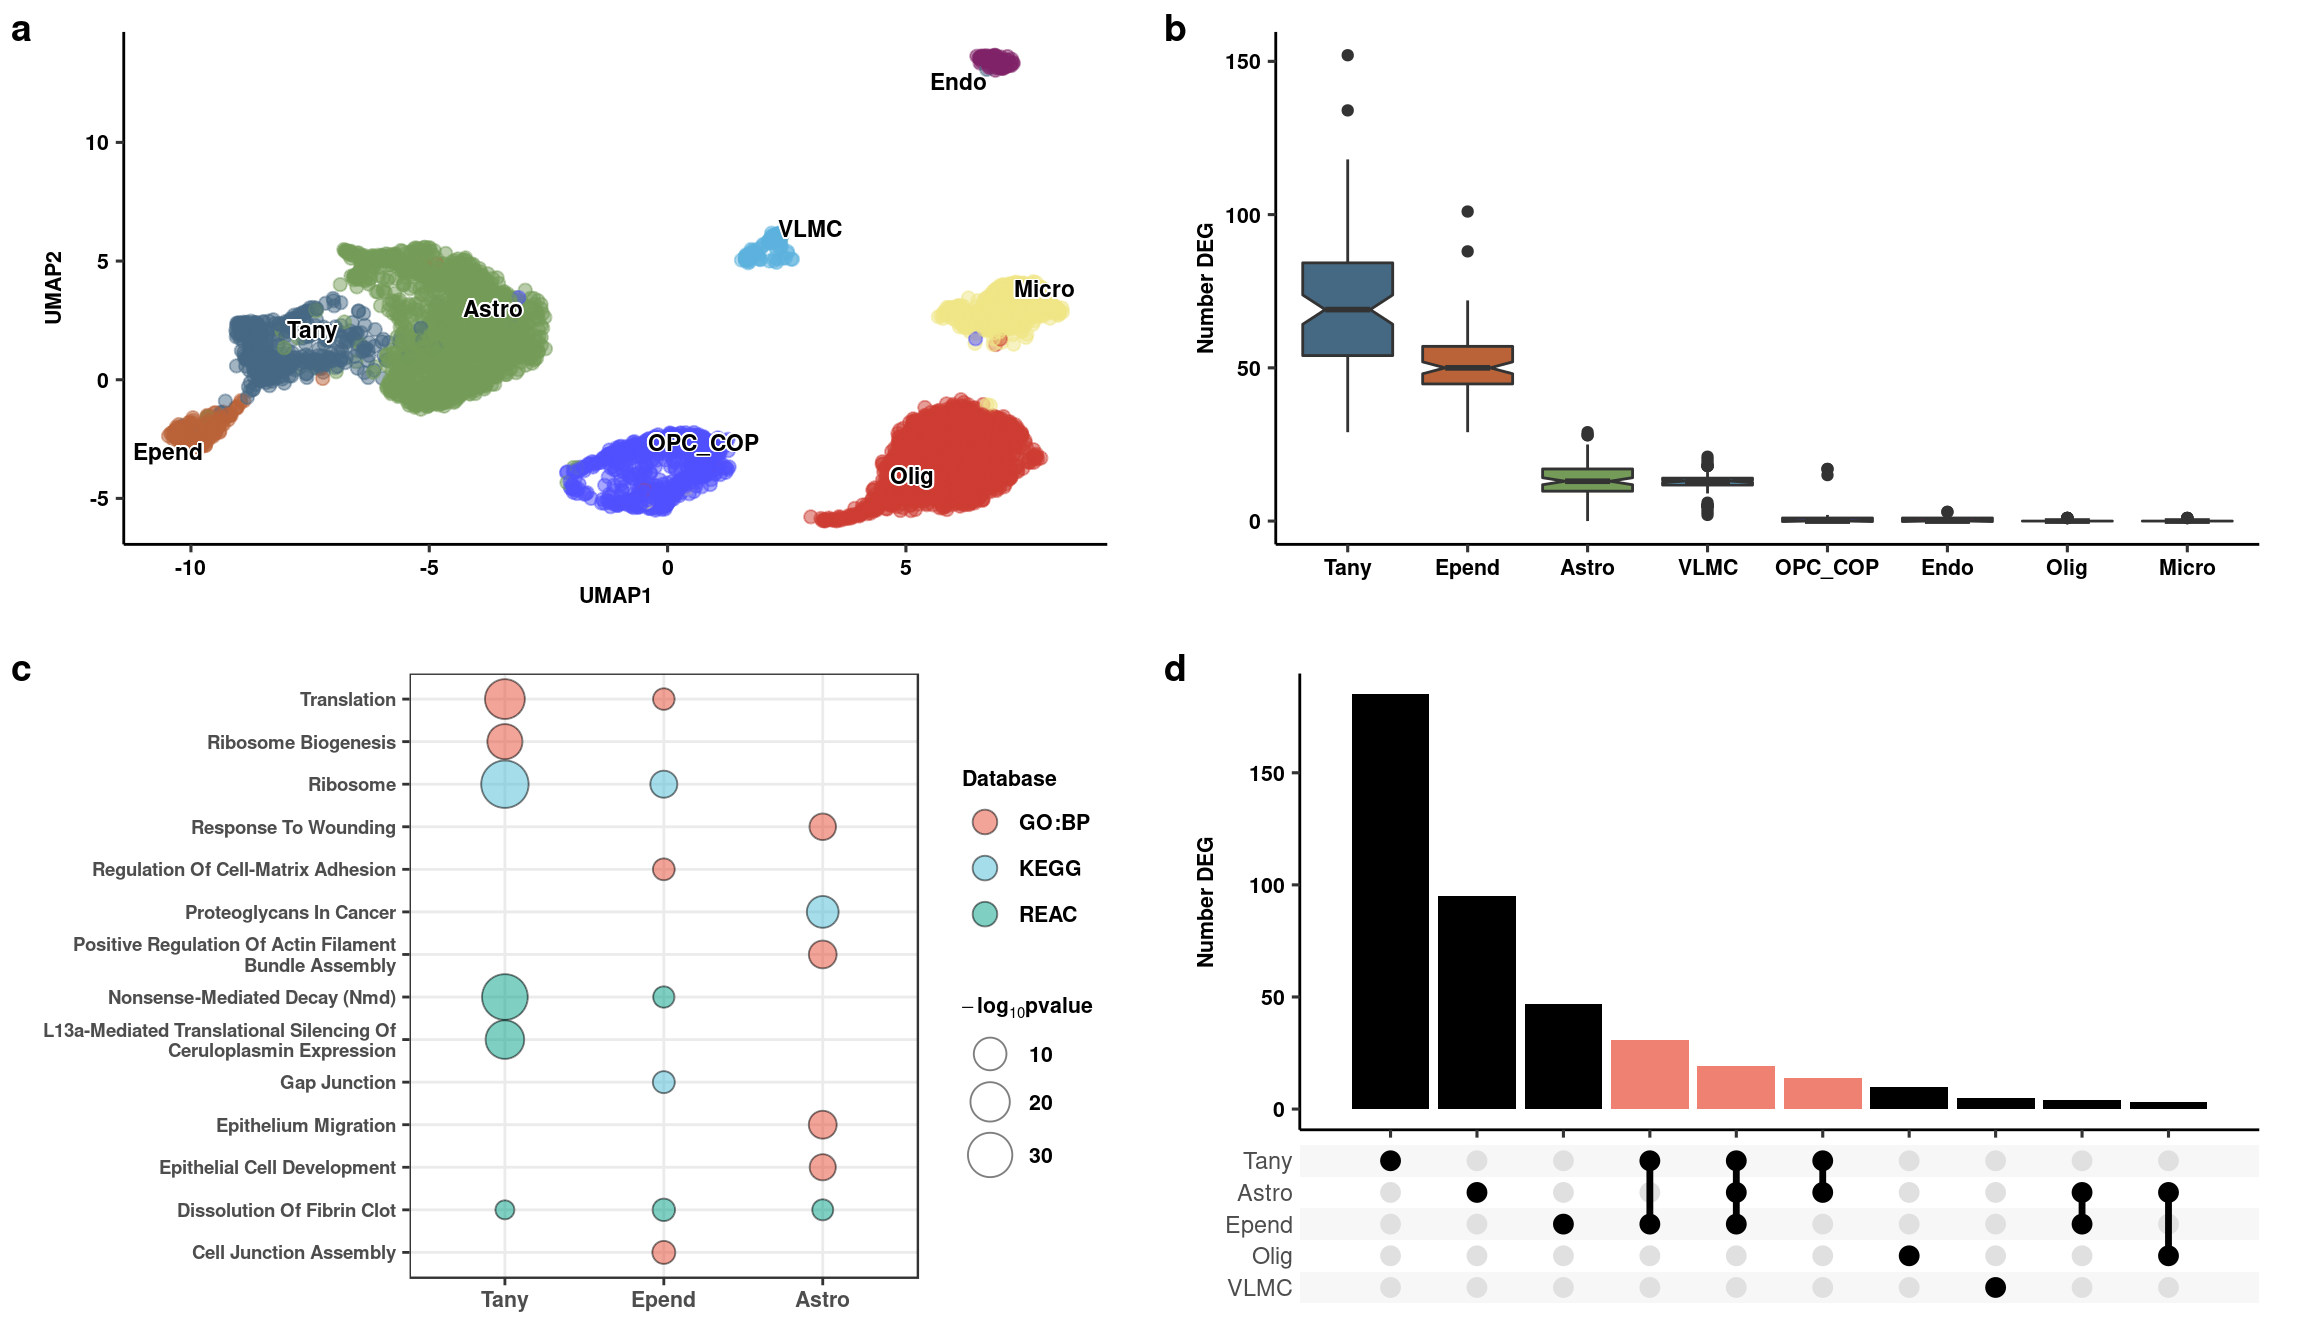 a
Endo
VLMC
Micro
Astro
Tany
Epend
OPC_COP
Olig
10
5
0
-5
UMAP2
-10
-5
0
5
UMAP1
b
150
100
50
0
Number DEG
Tany
Epend
Astro
VLMC
OPC_COP
Endo
Olig
Micro
c
Translation
Ribosome Biogenesis
Ribosome
Response To Wounding
Regulation Of Cell-Matrix Adhesion
Proteoglycans In Cancer
Positive Regulation Of Actin Filament
Bundle Assembly
Nonsense-Mediated Decay (Nmd)
L13a-Mediated Translational Silencing Of
Ceruloplasmin Expression
Gap Junction
Epithelium Migration
Epithelial Cell Development
Dissolution Of Fibrin Clot
Cell Junction Assembly
Tany
Epend
Astro
Database
GO:BP
KEGG
REAC
−log₁₀pvalue
10
20
30
d
150
100
50
0
Number DEG
Tany
Astro
Epend
Olig
VLMC